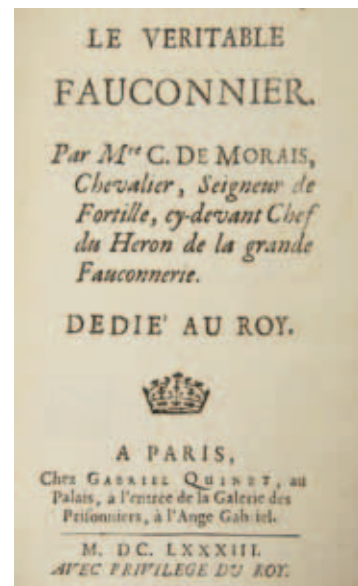 LE VERITABLE
FAUCONNIER.
Par Mre C. DE MORAIS,
Chevalier, Seigneur de
Fortille, cy-devant Chef
du Heron de la grande
Fauconnerie.
DEDIE' AU ROY.
A PARIS,
Chez GABRIEL QUINET, au
Palais, à l'entrée de la Galerie des
Prisonniers, à l'Ange Gabriel.
M. DC. LXXXIII.
AVEC PRIVILEGE DU ROY.